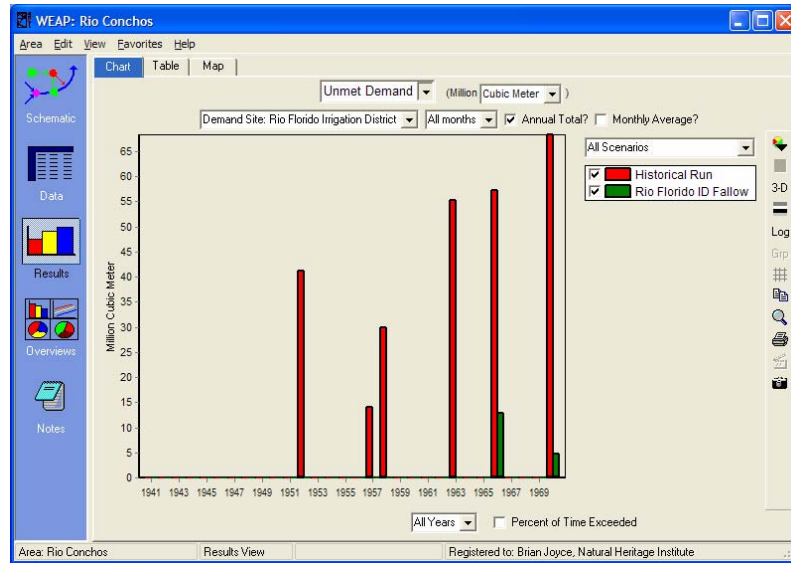 WEAP: Rio Conchos
Area Edit View Favorites Help
Chart Table Map
Unmet Demand (Million Cubic Meter )
Demand Site: Rio Florido Irrigation District All months Annual Total? Monthly Average?
All Scenarios
Historical Run
Rio Florido ID Fallow
Schematic
Data
Results
Overviews
Notes
3-D
Log
Grp
Million Cubic Meter
65
60
55
50
45
40
35
30
25
20
15
10
5
0
1941 1943 1945 1947 1949 1951 1953 1955 1957 1959 1961 1963 1965 1967 1969
All Years Percent of Time Exceeded
Area: Rio Conchos Results View Registered to: Brian Joyce, Natural Heritage Institute